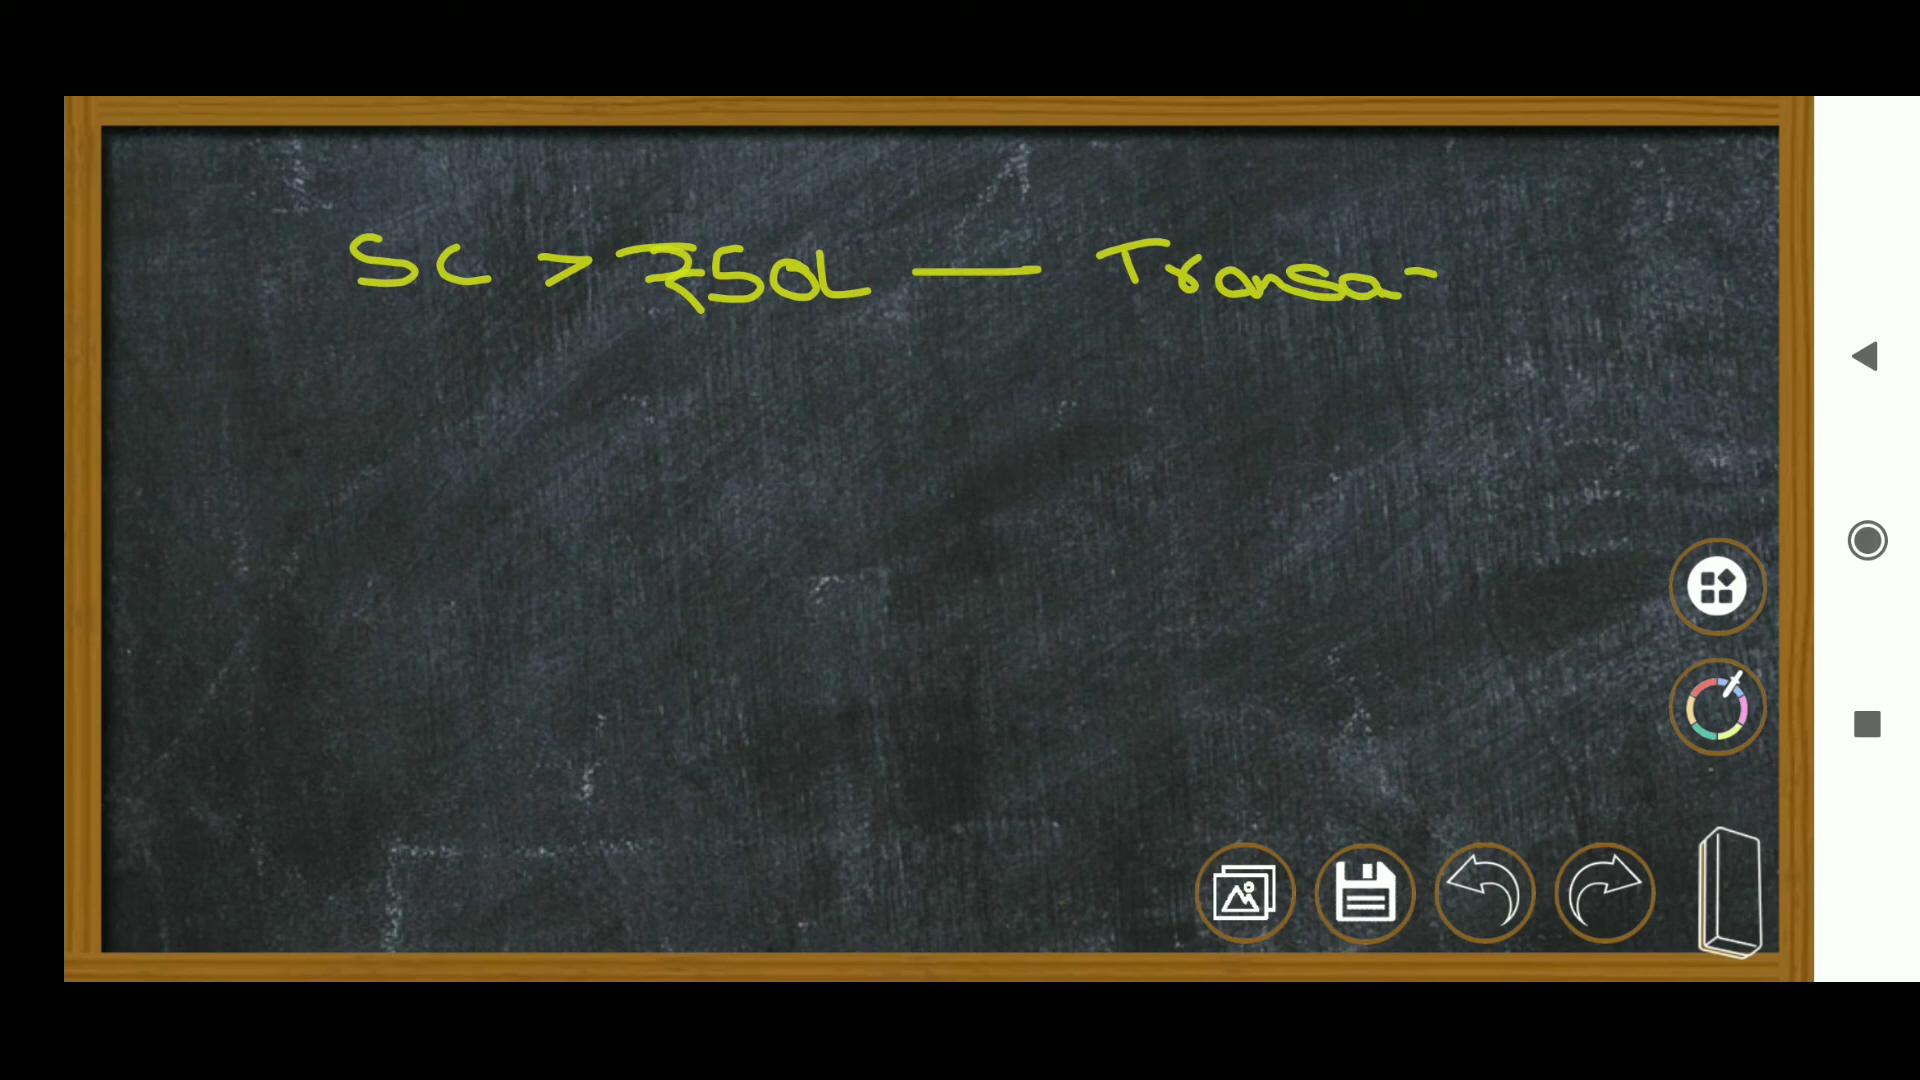 SC > ₹50L — Transa-